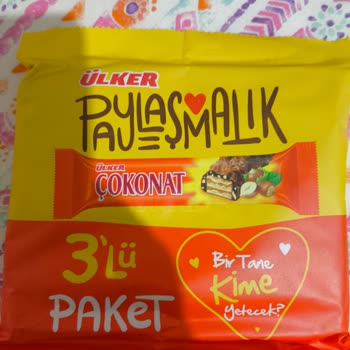 ÜLKER
PAYLAŞMALIK
ÜLKER
ÇOKONAT
3'LÜ
PAKET
Bir Tane
Kime
Yetecek?